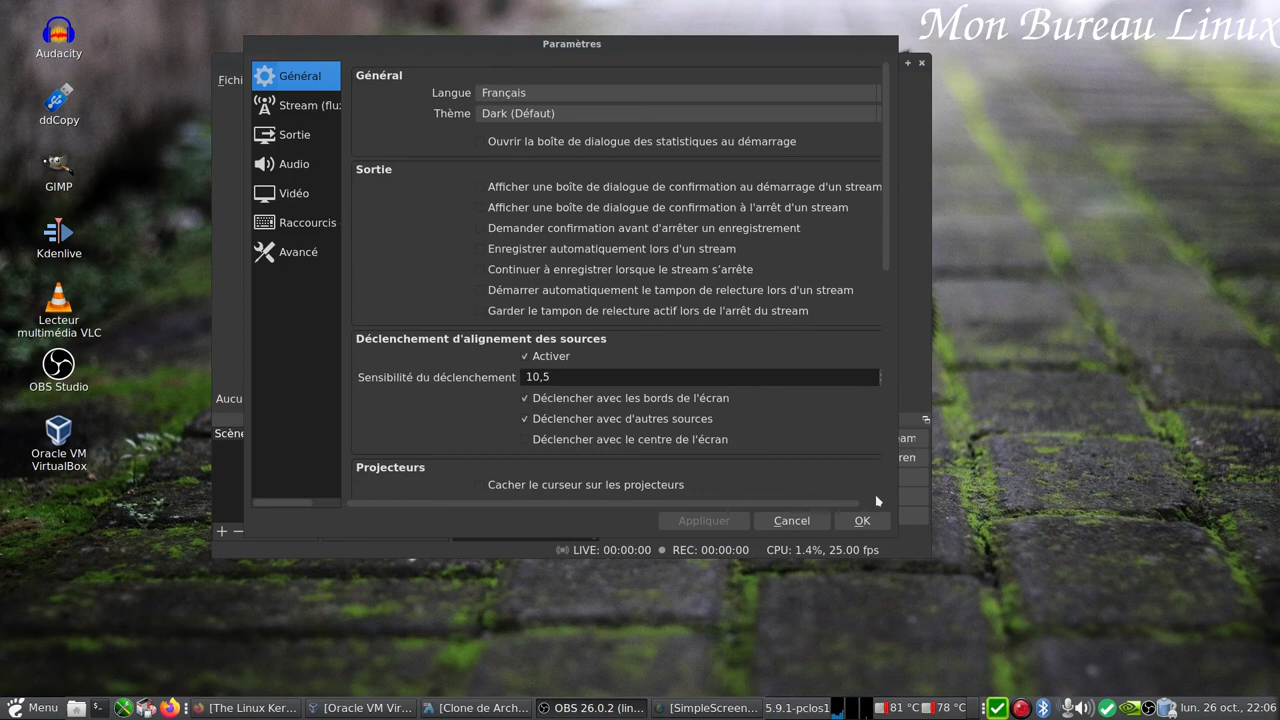 Mon Bureau Linux
Audacity
ddCopy
GIMP
Kdenlive
Lecteur
multimédia VLC
OBS Studio
Oracle VM
VirtualBox
Paramètres
Fichi
Général
Stream (flu
Sortie
Audio
Vidéo
Raccourcis
Avancé
Général
Langue Français
Thème Dark (Défaut)
Ouvrir la boîte de dialogue des statistiques au démarrage
Sortie
Afficher une boîte de dialogue de confirmation au démarrage d'un stream
Afficher une boîte de dialogue de confirmation à l'arrêt d'un stream
Demander confirmation avant d'arrêter un enregistrement
Enregistrer automatiquement lors d'un stream
Continuer à enregistrer lorsque le stream s’arrête
Démarrer automatiquement le tampon de relecture lors d'un stream
Garder le tampon de relecture actif lors de l'arrêt du stream
Déclenchement d'alignement des sources
Activer
Sensibilité du déclenchement 10,5
Déclencher avec les bords de l'écran
Déclencher avec d'autres sources
Déclencher avec le centre de l'écran
Projecteurs
Cacher le curseur sur les projecteurs
Appliquer Cancel OK
Aucu
Scène
eam
rem
LIVE: 00:00:00 REC: 00:00:00 CPU: 1.4%, 25.00 fps
Menu [The Linux Ker... [Oracle VM Vir... [Clone de Arch... OBS 26.0.2 (lin... [SimpleScreen... 5.9.1-pclos1 81 °C 78 °C lun. 26 oct., 22:06